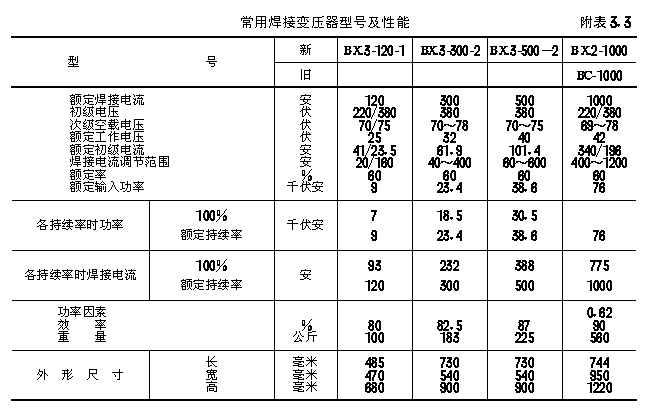 常用焊接变压器型号及性能 附表3.3
型 号 新 BX3-120-1 BX3-300-2 BX3-500-2 BX2-1000
旧 BC-1000
额定焊接电流 安 120 300 500 1000
初级电压 伏 220/380 380 380 220/380
次级空载电压 伏 70/75 70~78 70~75 69~78
额定工作电压 伏 25 32 40 42
额定初级电流 安 41/23.5 61.9 101.4 340/196
焊接电流调节范围 安 20/160 40~400 60~600 400~1200
额定率 % 60 60 60 60
额定输入功率 千伏安 9 23.4 38.6 76
各持续率时功率 100% 千伏安 7 18.5 30.5
额定持续率 9 23.4 38.6 76
各持续率时焊接电流 100% 安 93 232 388 775
额定持续率 120 300 500 1000
功率因素 0.62
效 率 % 80 82.5 87 90
重 量 公斤 100 183 225 560
外 形 尺 寸 长 毫米 485 730 730 744
宽 毫米 470 540 540 950
高 毫米 680 900 900 1220